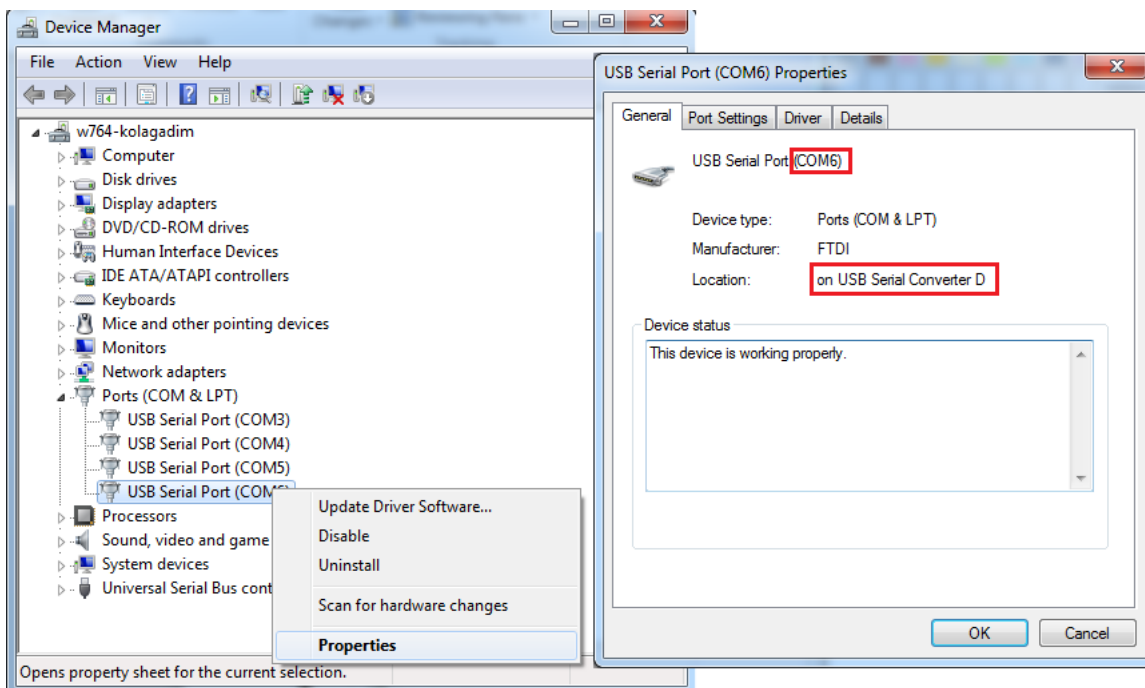 Device Manager
File Action View Help
w764-kolagadim
Computer
Disk drives
Display adapters
DVD/CD-ROM drives
Human Interface Devices
IDE ATA/ATAPI controllers
Keyboards
Mice and other pointing devices
Monitors
Network adapters
Ports (COM & LPT)
USB Serial Port (COM3)
USB Serial Port (COM4)
USB Serial Port (COM5)
USB Serial Port
Processors
Sound, video and game
System devices
Universal Serial Bus cont
Opens property sheet for the current selection.
Update Driver Software...
Disable
Uninstall
Scan for hardware changes
Properties
USB Serial Port (COM6) Properties
General Port Settings Driver Details
USB Serial Port (COM6)
Device type: Ports (COM & LPT)
Manufacturer: FTDI
Location: on USB Serial Converter D
Device status
This device is working properly.
OK Cancel